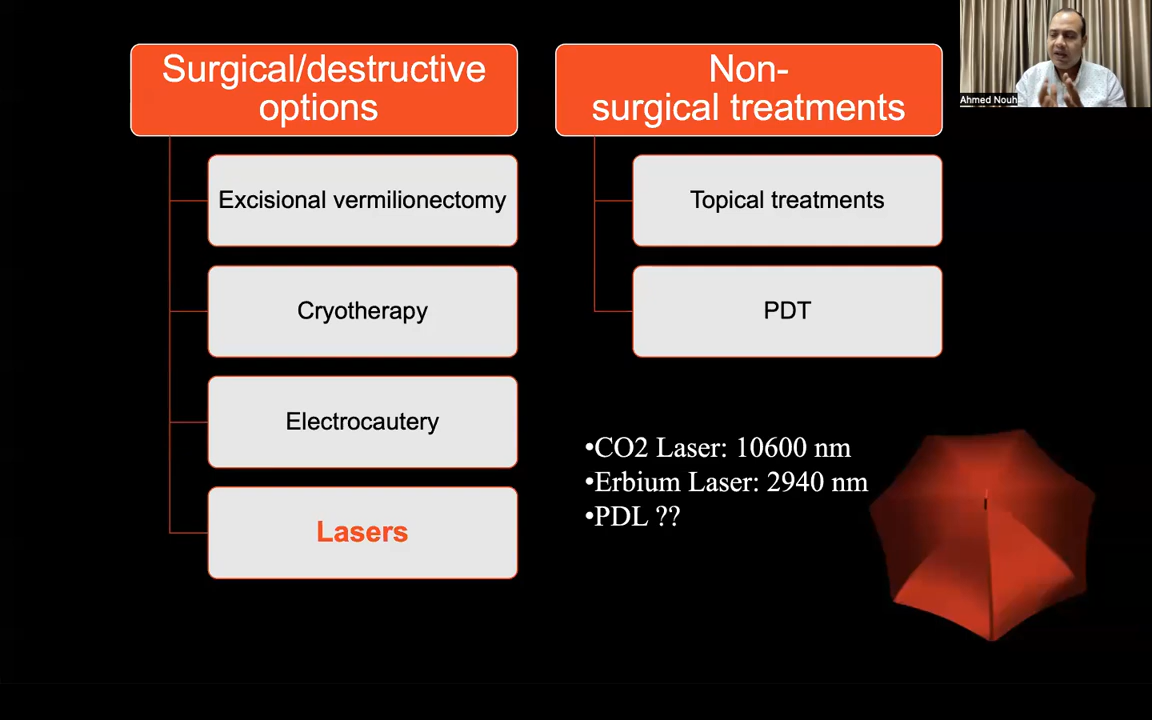 Surgical/destructive
options
Excisional vermilionectomy
Cryotherapy
Electrocautery
Lasers
Non-
surgical treatments
Topical treatments
PDT
•CO2 Laser: 10600 nm
•Erbium Laser: 2940 nm
•PDL ??
Ahmed Nouh